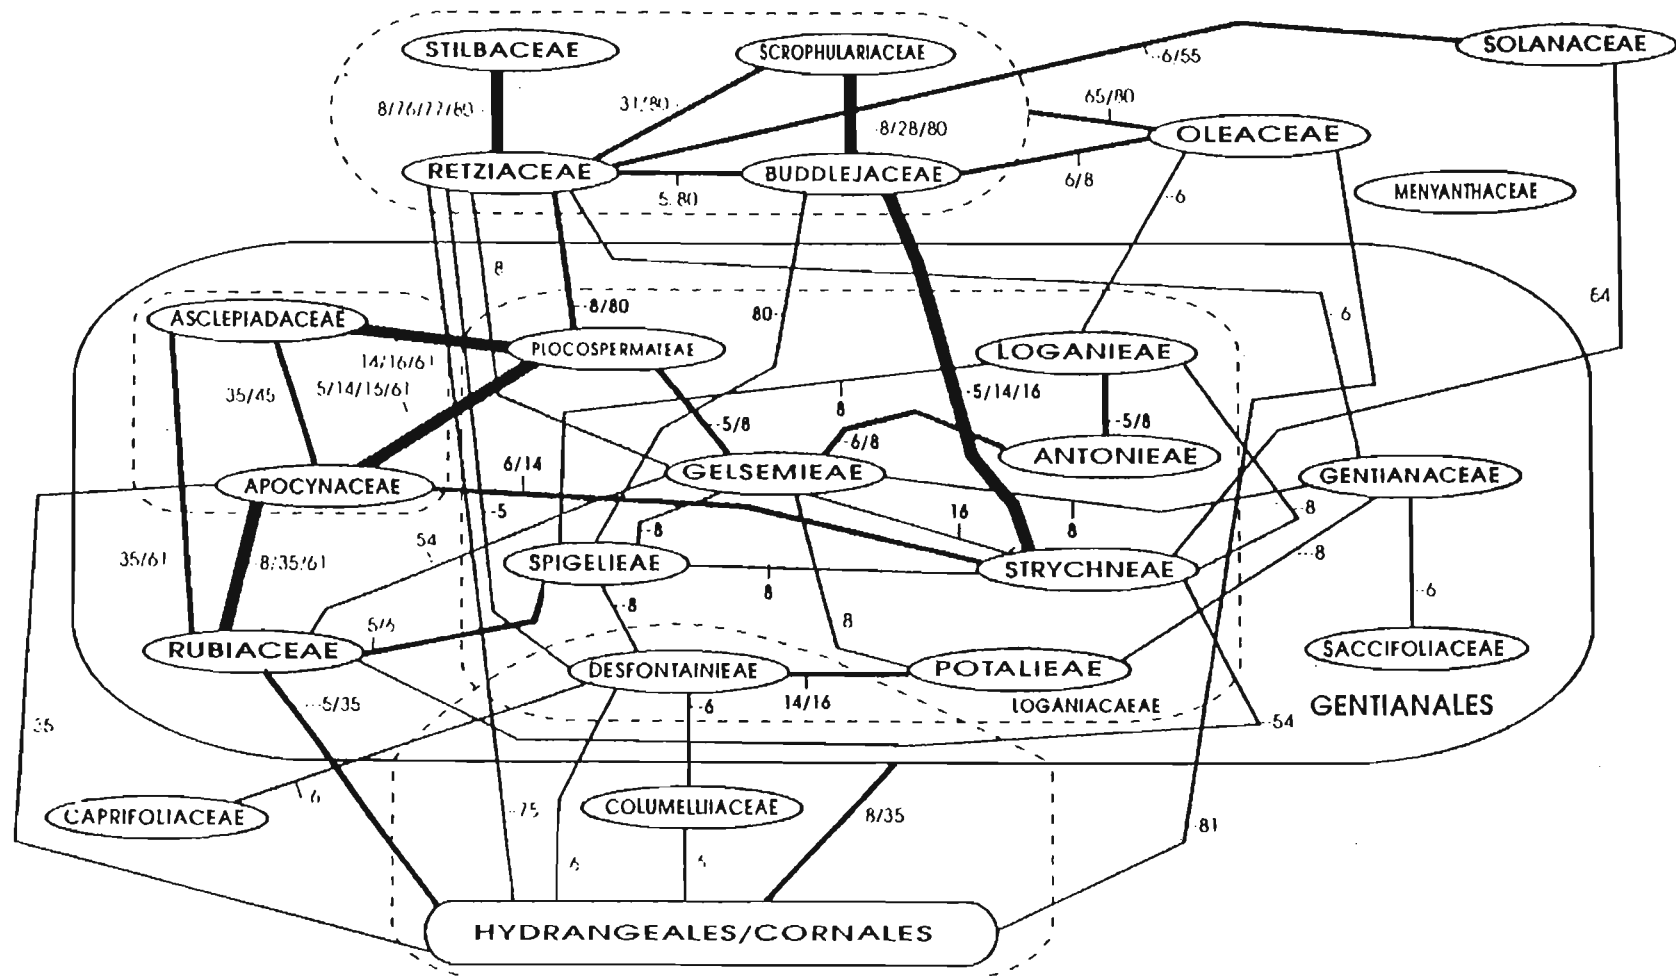 STILBACEAE
SCROPHULARIACEAE
SOLANACEAE
6/55
8/76/77/80
31/80
65/80
8/28/80
OLEACEAE
RETZIACEAE
BUDDLEJACEAE
6/8
5/80
6
MENYANTHACEAE
8
64
8/80
80
6
ASCLEPIADACEAE
PLOCOSPERMATEAE
LOGANIEAE
14/16/61
35/45
5/14/15/61
8
5/14/16
5/8
5/8
6/8
ANTONIEAE
6/14
GELSEMIEAE
GENTIANACEAE
APOCYNACEAE
5
16
8
8
54
8
8
35/61
8/35/61
SPIGELIEAE
STRYCHNEAE
8
8
6
5/6
8
RUBIACEAE
SACCIFOLIACEAE
DESFONTAINIEAE
POTALIEAE
5/35
6
14/16
LOGANIACAEAE
GENTIANALES
35
54
CAPRIFOLIACEAE
6
75
COLUMELLIACEAE
8/35
81
6
HYDRANGEALES/CORNALES